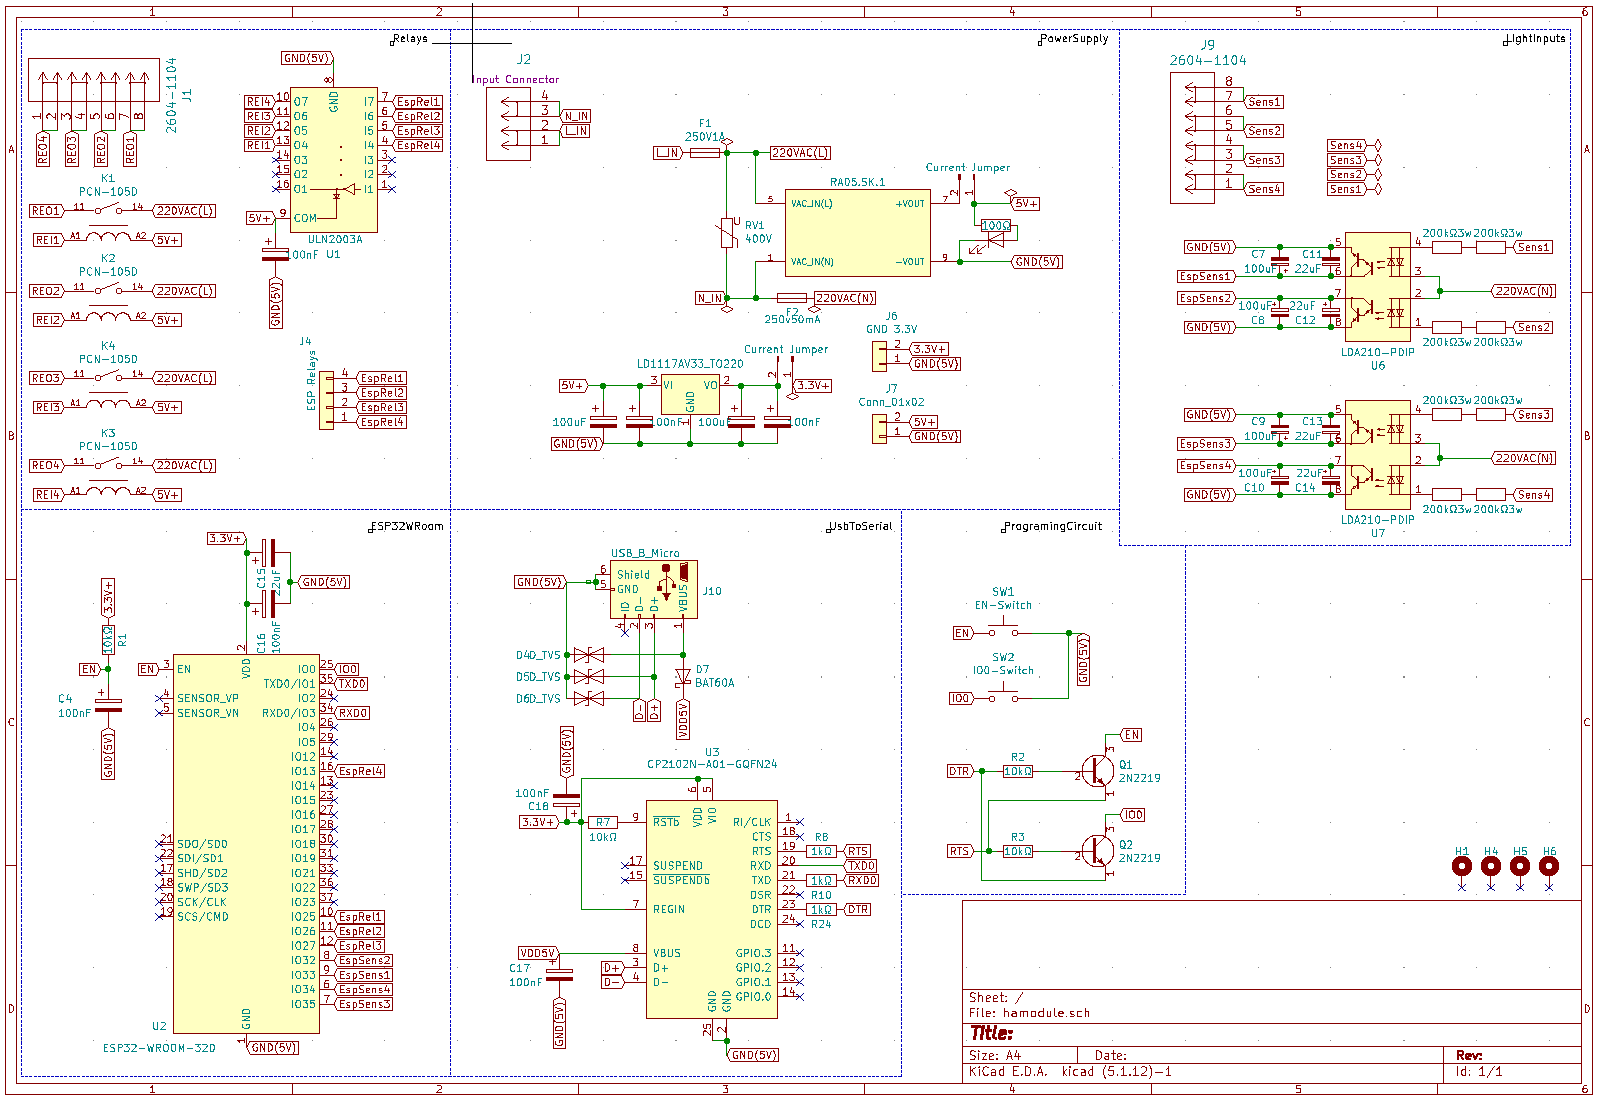 1 2 3 4 5 6
A B C D
Relays
J1
2604-1104
1 2 3 4 5 6 7 8
REO4 REO3 REO2 REO1
GND(5V)
8
GND
REI4 10 O7 I7 7 EspRel1
REI3 11 O6 I6 6 EspRel2
REI2 12 O5 I5 5 EspRel3
REI1 13 O4 I4 4 EspRel4
14 O3 I3 3
15 O2 I2 2
16 O1 I1 1
5V+ 9 COM
ULN2003A
100nF U1
GND(5V)
K1
PCN-105D
REO1 11 14 220VAC(L)
REI1 A1 A2 5V+
K2
PCN-105D
REO2 11 14 220VAC(L)
REI2 A1 A2 5V+
K4
PCN-105D
REO3 11 14 220VAC(L)
REI3 A1 A2 5V+
K3
PCN-105D
REO4 11 14 220VAC(L)
REI4 A1 A2 5V+
J4
ESP Relays
4 EspRel1
3 EspRel2
2 EspRel3
1 EspRel4
PowerSupply
J2
Input Connector
4
3 N_IN
2 L_IN
1
F1
250V1A
L_IN 220VAC(L)
RV1
400V
RA05.SK.1
5 VAC_IN(L) +VOUT 7
1 VAC_IN(N) -VOUT 9
Current Jumper
2 1
5V+
100Ω
GND(5V)
N_IN 220VAC(N)
F2
250v50mA
LD1117AV33_TO220
5V+ 3 VI VO 2
GND
1
Current Jumper
2 1
3.3V+
100uF 100nF 100uF 100nF
GND(5V)
J6
GND 3.3V
2 3.3V+
1 GND(5V)
J7
Conn_01x02
2 5V+
1 GND(5V)
LightInputs
J9
2604-1104
8
7 Sens1
6
5 Sens2
4
3 Sens3
2
1 Sens4
Sens4
Sens3
Sens2
Sens1
GND(5V) C7 C11 5 4 200kΩ3w 200kΩ3w Sens1
100uF 22uF
EspSens1 6 3
220VAC(N)
EspSens2 7 2
100uF 22uF
C8 C12
GND(5V) 8 1 200kΩ3w 200kΩ3w Sens2
LDA210-PDIP
U6
GND(5V) C9 C13 5 4 200kΩ3w 200kΩ3w Sens3
100uF 22uF
EspSens3 6 3
220VAC(N)
EspSens4 7 2
100uF 22uF
C10 C14
GND(5V) 8 1 200kΩ3w 200kΩ3w Sens4
LDA210-PDIP
U7
ESP32WRoom
3.3V+
C15
22uF
GND(5V)
C16
100nF
3.3V+
10kΩ
R1
EN
C4
100nF
GND(5V)
2
VDD
EN 3 EN
4 SENSOR_VP
5 SENSOR_VN
21 SDO/SD0
22 SDI/SD1
17 SHD/SD2
18 SWP/SD3
20 SCK/CLK
19 SCS/CMD
IO0 25 IO0
TXD0/IO1 35 TXD0
IO2 24
RXD0/IO3 34 RXD0
IO4 26
IO5 29
IO12 14
IO13 16 EspRel4
IO14 13
IO15 23
IO16 27
IO17 28
IO18 30
IO19 31
IO21 33
IO22 36
IO23 37
IO25 10 EspRel1
IO26 11 EspRel2
IO27 12 EspRel3
IO32 8 EspSens2
IO33 9 EspSens1
IO34 6 EspSens4
IO35 7 EspSens3
GND
1
GND(5V)
U2
ESP32-WROOM-32D
UsbToSerial
USB_B_Micro
J10
GND(5V) 6 Shield
5 GND
ID D- D+ VBUS
4 2 3 1
D4D_TVS
D5D_TVS
D6D_TVS
D7
BAT60A
D- D+ VDD5V
GND(5V)
100nF
C18
U3
CP2102N-A01-GQFN24
6 5
VDD VIO
3.3V+ R7 9 RSTb
10kΩ
17 SUSPEND
15 SUSPENDb
7 REGIN
VDD5V 8 VBUS
D+ 3 D+
D- 4 D-
C17
100nF
GND(5V)
RI/CLK 1
CTS 18
RTS 19 R8 1kΩ RTS
RXD 20 TXD0
TXD 21 1kΩ RXD0
DSR 22 R10
DTR 23 1kΩ DTR
DCD 24 R24
GPIO.3 11
GPIO.2 12
GPIO.1 13
GPIO.0 14
GND GND
25 2
GND(5V)
ProgramingCircuit
SW1
EN-Switch
EN
GND(5V)
SW2
IO0-Switch
IO0
EN
DTR R2 10kΩ 2 3 1 Q1
2N2219
IO0
RTS R3 10kΩ 2 3 1 Q2
2N2219
H1 H4 H5 H6
Sheet: /
File: hamodule.sch
Title:
Size: A4 Date: Rev:
KiCad E.D.A. kicad (5.1.12)-1 Id: 1/1
1 2 3 4 5 6